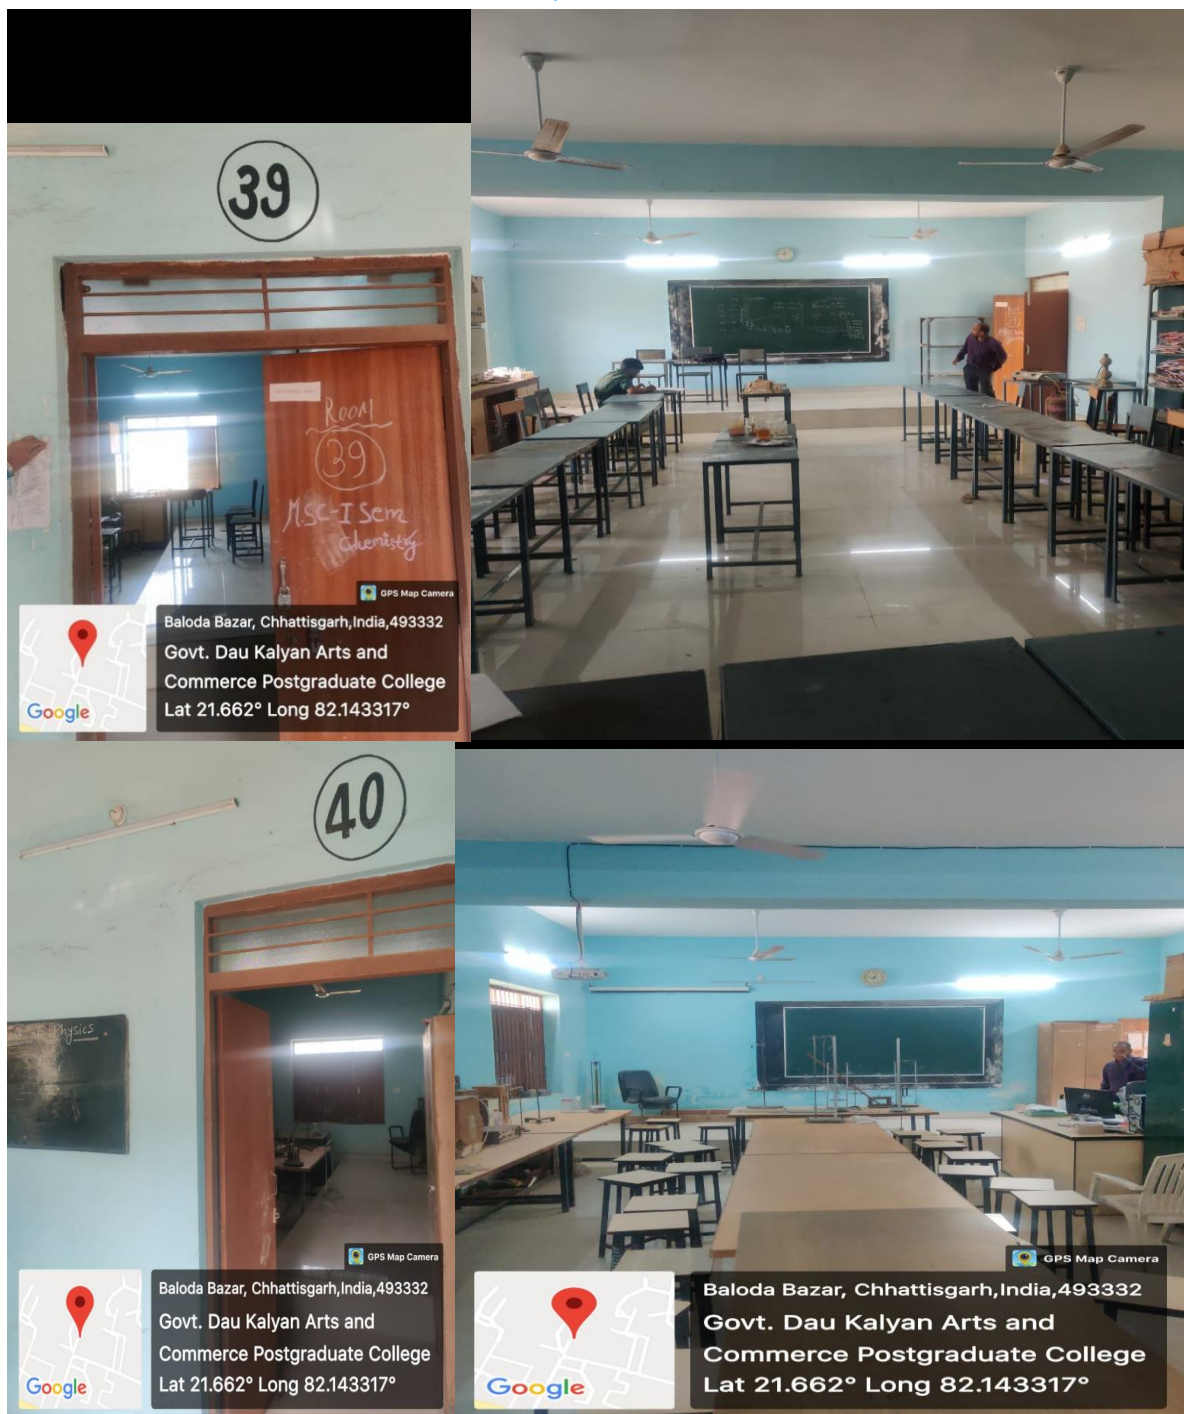 39
Room
39
M.SC-I Sem
Chemistry
GPS Map Camera
Baloda Bazar, Chhattisgarh,India,493332
Govt. Dau Kalyan Arts and
Commerce Postgraduate College
Lat 21.662° Long 82.143317°
Google
40
Physics
GPS Map Camera
Baloda Bazar, Chhattisgarh,India,493332
Govt. Dau Kalyan Arts and
Commerce Postgraduate College
Lat 21.662° Long 82.143317°
Google
GPS Map Camera
Baloda Bazar, Chhattisgarh,India,493332
Govt. Dau Kalyan Arts and
Commerce Postgraduate College
Lat 21.662° Long 82.143317°
Google